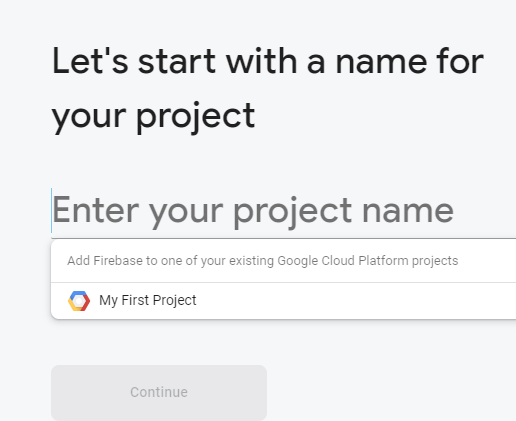 Let's start with a name for
your project
Enter your project name
Add Firebase to one of your existing Google Cloud Platform projects
My First Project
Continue